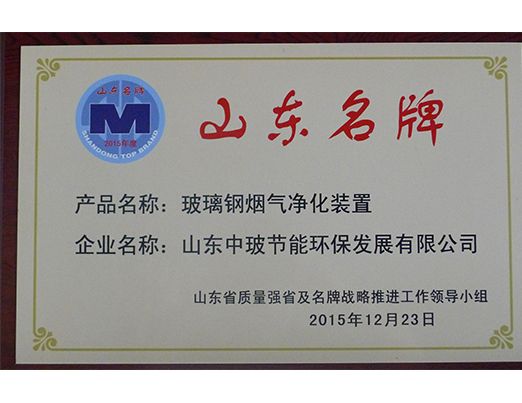 山东名牌
M
2015年度
SHANDONG TOP BRAND
山东名牌
产品名称：玻璃钢烟气净化装置
企业名称：山东中玻节能环保发展有限公司
山东省质量强省及名牌战略推进工作领导小组
2015年12月23日